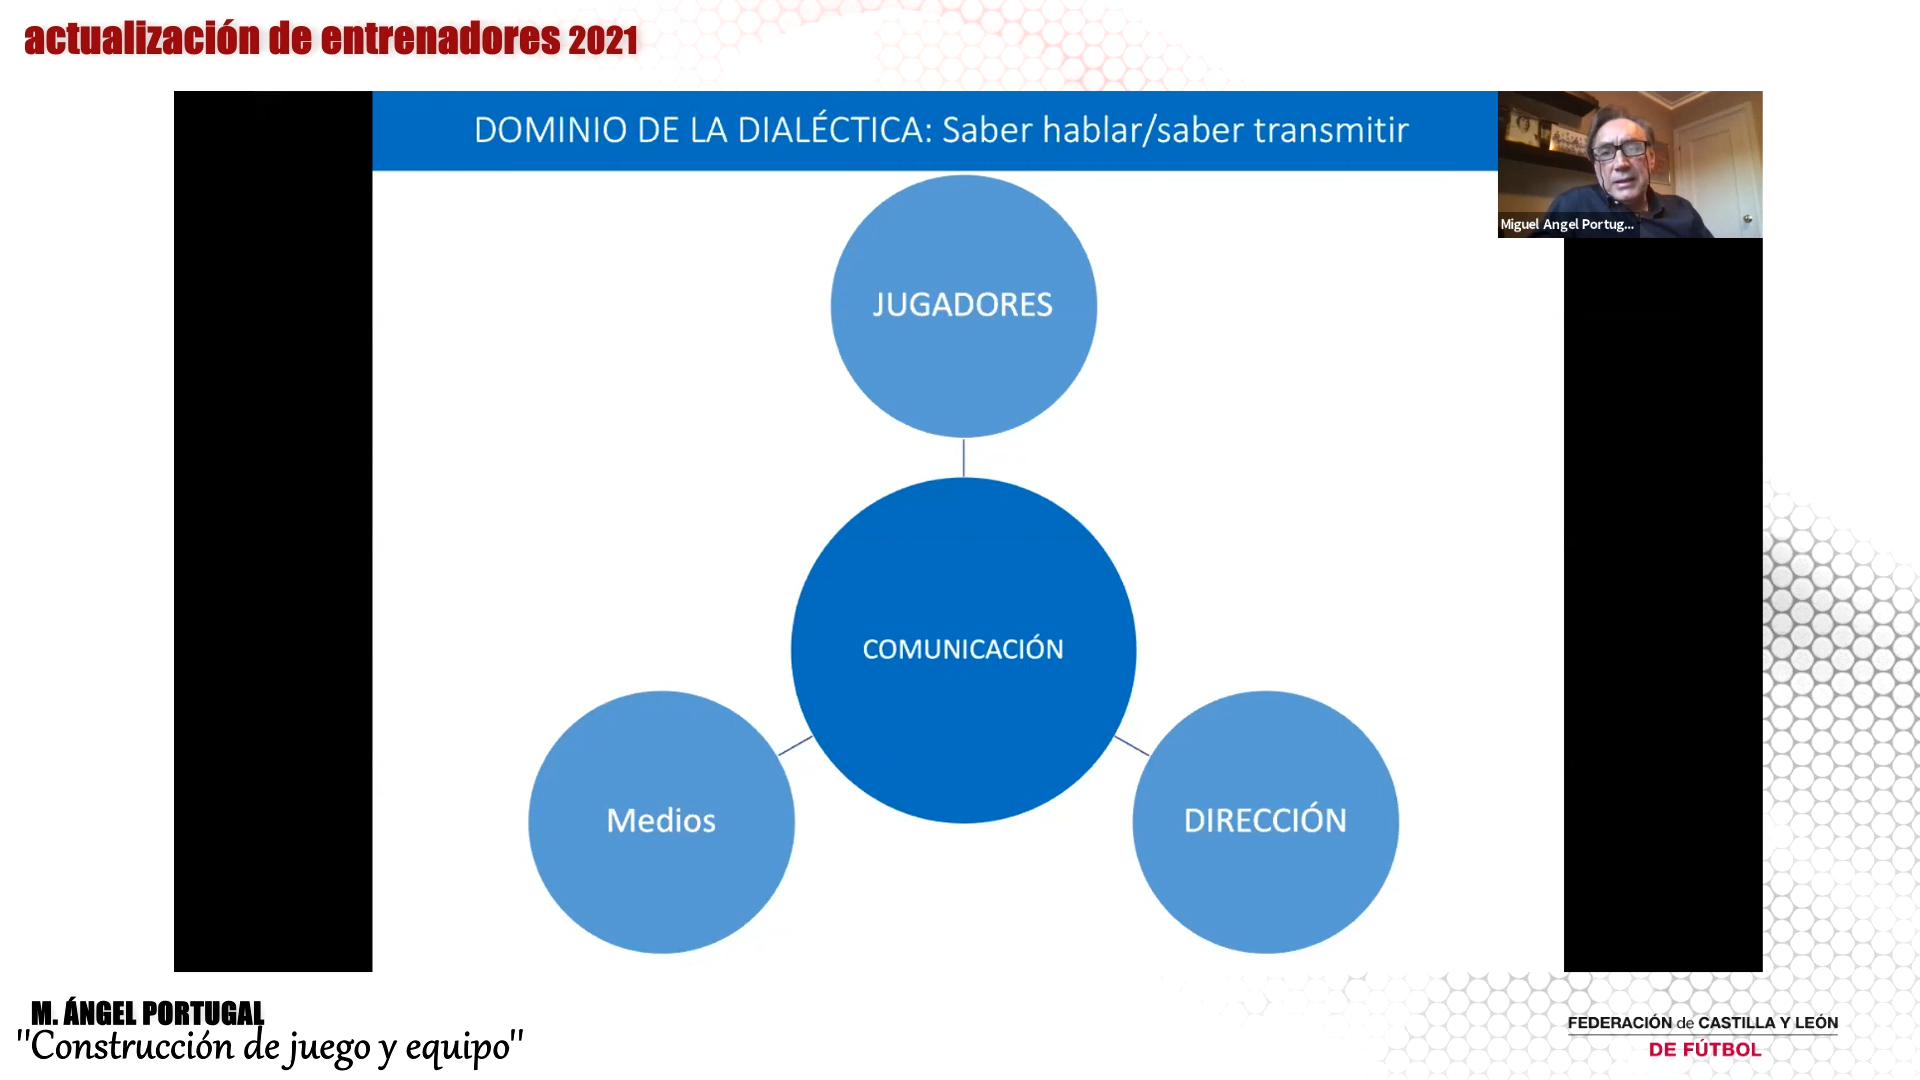 actualización de entrenadores 2021
DOMINIO DE LA DIALÉCTICA: Saber hablar/saber transmitir
Miguel Angel Portug...
JUGADORES
COMUNICACIÓN
Medios
DIRECCIÓN
M. ÁNGEL PORTUGAL
"Construcción de juego y equipo"
FEDERACIÓN de CASTILLA Y LEÓN
DE FÚTBOL